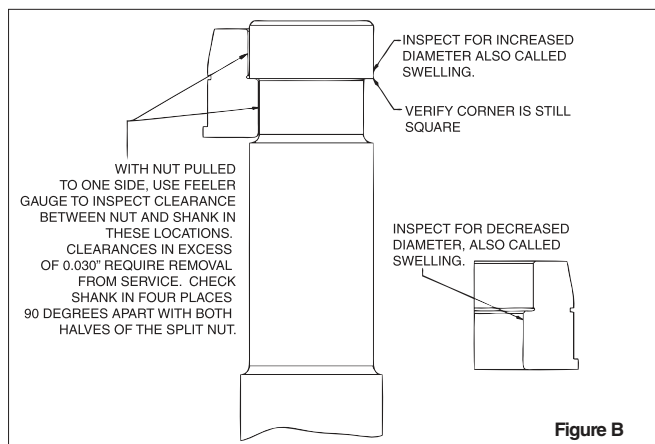 INSPECT FOR INCREASED
DIAMETER ALSO CALLED
SWELLING.
VERIFY CORNER IS STILL
SQUARE
WITH NUT PULLED
TO ONE SIDE, USE FEELER
GAUGE TO INSPECT CLEARANCE
BETWEEN NUT AND SHANK IN
THESE LOCATIONS.
CLEARANCES IN EXCESS
OF 0.030" REQUIRE REMOVAL
FROM SERVICE. CHECK
SHANK IN FOUR PLACES
90 DEGREES APART WITH BOTH
HALVES OF THE SPLIT NUT.
INSPECT FOR DECREASED
DIAMETER, ALSO CALLED
SWELLING.
Figure B